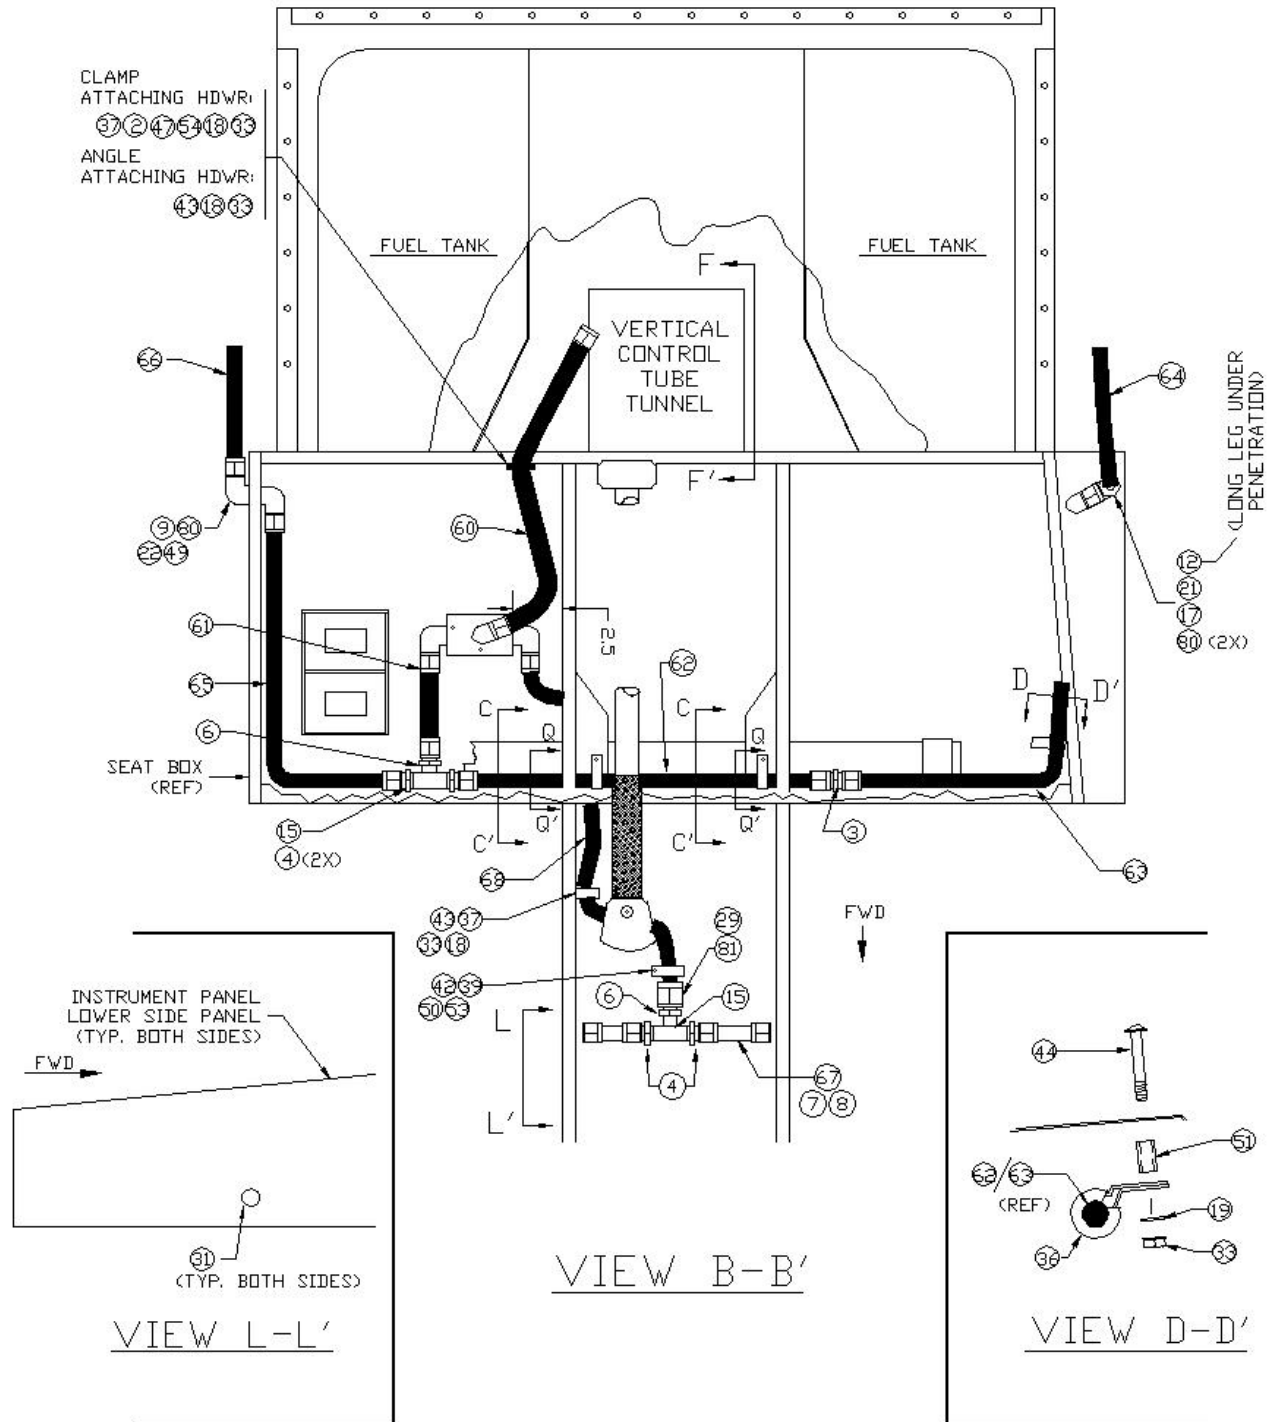 CLAMP
ATTACHING HDWR:
37 2 47 54 18 33
ANGLE
ATTACHING HDWR:
43 18 33
FUEL TANK
FUEL TANK
F
VERTICAL
CONTROL
TUBE
TUNNEL
F'
66
64
(LONG LEG UNDER
PENETRATION)
9 80
22 49
60
12
21
17
80 (2X)
61
2.5
62
65
D
D'
C
C
6
Q
Q
SEAT BOX
(REF)
Q'
Q'
15
4 (2X)
C'
C'
3
68
63
43 37
33 18
29
81
FWD
42 39
50 53
6
15
L
4
67
7 8
L'
INSTRUMENT PANEL
LOWER SIDE PANEL
(TYP. BOTH SIDES)
FWD
31
(TYP. BOTH SIDES)
VIEW L-L'
VIEW B-B'
44
51
62/63
(REF)
19
36
33
VIEW D-D'